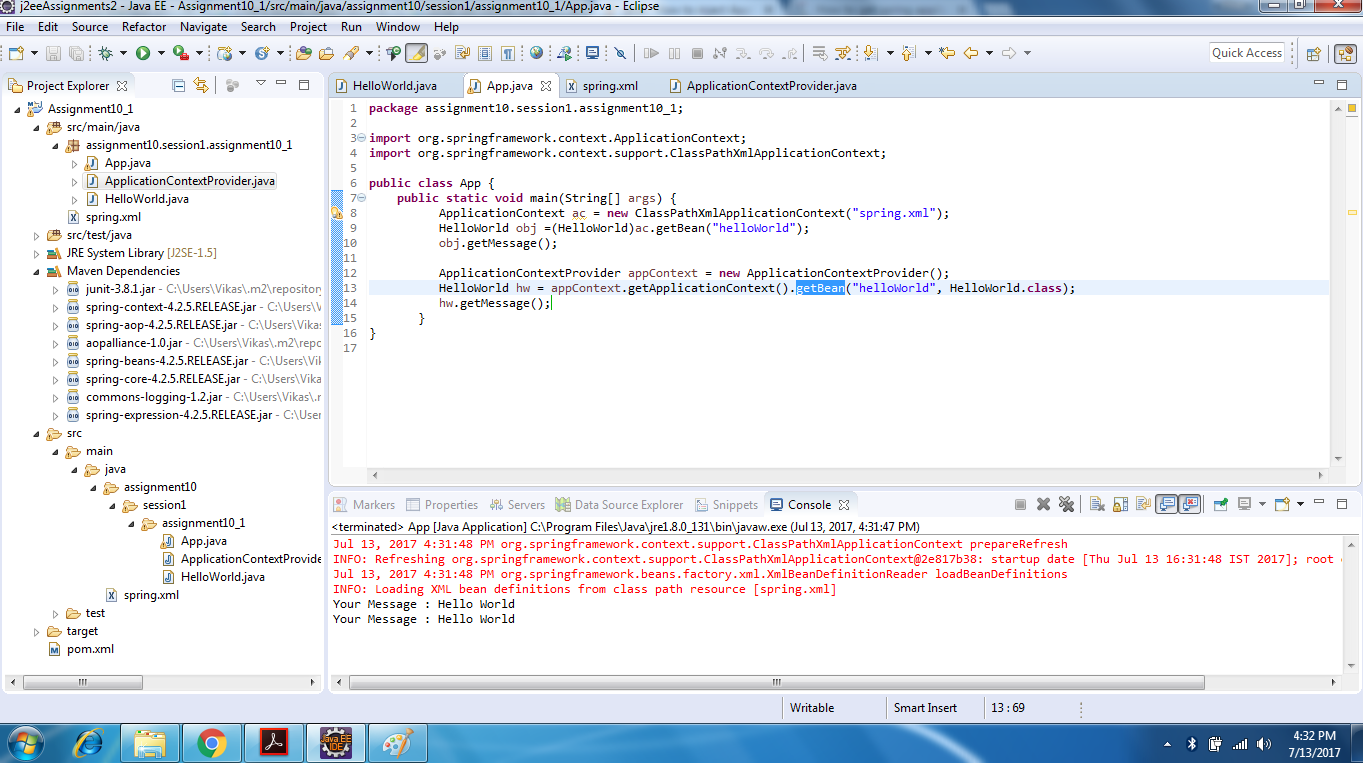 j2eeAssignments2 - Java EE - Assignment10_1/src/main/java/assignment10/session1/assignment10_1/App.java - Eclipse
File Edit Source Refactor Navigate Search Project Run Window Help
Quick Access
Project Explorer
Assignment10_1
src/main/java
assignment10.session1.assignment10_1
App.java
ApplicationContextProvider.java
HelloWorld.java
spring.xml
src/test/java
JRE System Library [J2SE-1.5]
Maven Dependencies
junit-3.8.1.jar - C:\Users\Vikas\.m2\repository
spring-context-4.2.5.RELEASE.jar - C:\Users
spring-aop-4.2.5.RELEASE.jar - C:\Users\Vikas
aopalliance-1.0.jar - C:\Users\Vikas\.m2\repo
spring-beans-4.2.5.RELEASE.jar - C:\Users\Vik
spring-core-4.2.5.RELEASE.jar - C:\Users\Vika
commons-logging-1.2.jar - C:\Users\Vikas\.m
spring-expression-4.2.5.RELEASE.jar - C:\User
src
main
java
assignment10
session1
assignment10_1
App.java
ApplicationContextProvide
HelloWorld.java
spring.xml
test
target
pom.xml
HelloWorld.java App.java spring.xml ApplicationContextProvider.java
1 package assignment10.session1.assignment10_1;
2
3 import org.springframework.context.ApplicationContext;
4 import org.springframework.context.support.ClassPathXmlApplicationContext;
5
6 public class App {
7 public static void main(String[] args) {
8 ApplicationContext ac = new ClassPathXmlApplicationContext("spring.xml");
9 HelloWorld obj =(HelloWorld)ac.getBean("helloWorld");
10 obj.getMessage();
11
12 ApplicationContextProvider appContext = new ApplicationContextProvider();
13 HelloWorld hw = appContext.getApplicationContext().getBean("helloWorld", HelloWorld.class);
14 hw.getMessage();
15 }
16 }
17
Markers Properties Servers Data Source Explorer Snippets Console
<terminated> App [Java Application] C:\Program Files\Java\jre1.8.0_131\bin\javaw.exe (Jul 13, 2017, 4:31:47 PM)
Jul 13, 2017 4:31:48 PM org.springframework.context.support.ClassPathXmlApplicationContext prepareRefresh
INFO: Refreshing org.springframework.context.support.ClassPathXmlApplicationContext@2e817b38: startup date [Thu Jul 13 16:31:48 IST 2017]; root
Jul 13, 2017 4:31:48 PM org.springframework.beans.factory.xml.XmlBeanDefinitionReader loadBeanDefinitions
INFO: Loading XML bean definitions from class path resource [spring.xml]
Your Message : Hello World
Your Message : Hello World
Writable Smart Insert 13 : 69
Java EE
IDE
4:32 PM
7/13/2017